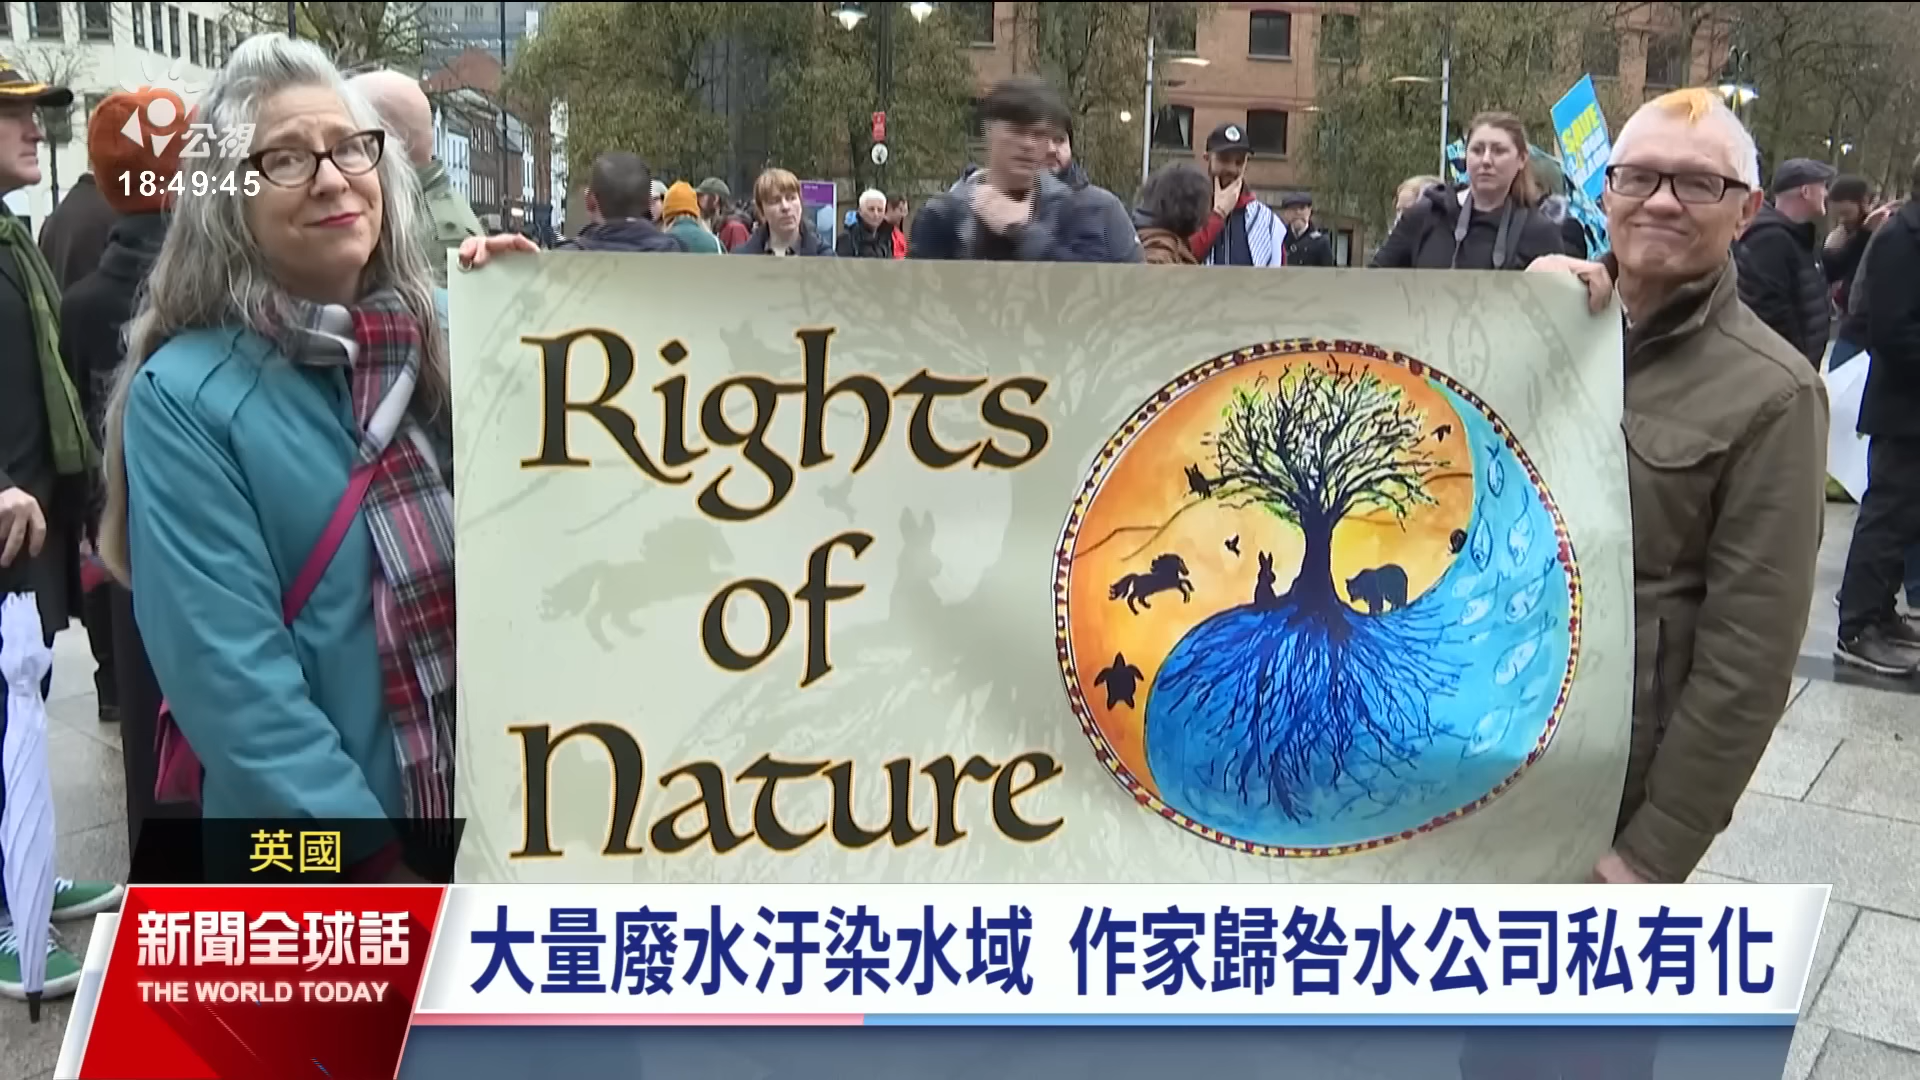 公視
18:49:45
SAVE
Rights
of
Nature
英國
新聞全球話
THE WORLD TODAY
大量廢水汙染水域 作家歸咎水公司私有化